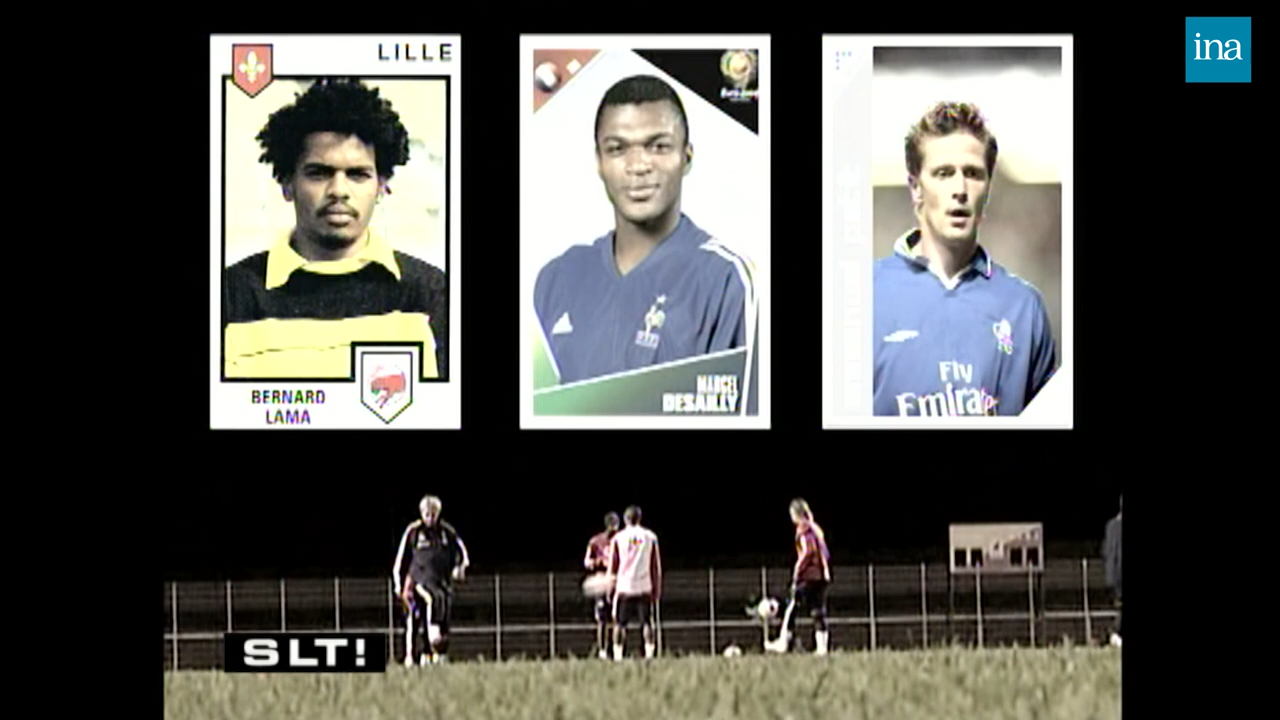 ina
LILLE
BERNARD
LAMA
MARCEL
DESAILLY
Fly
Emirates
SLT!